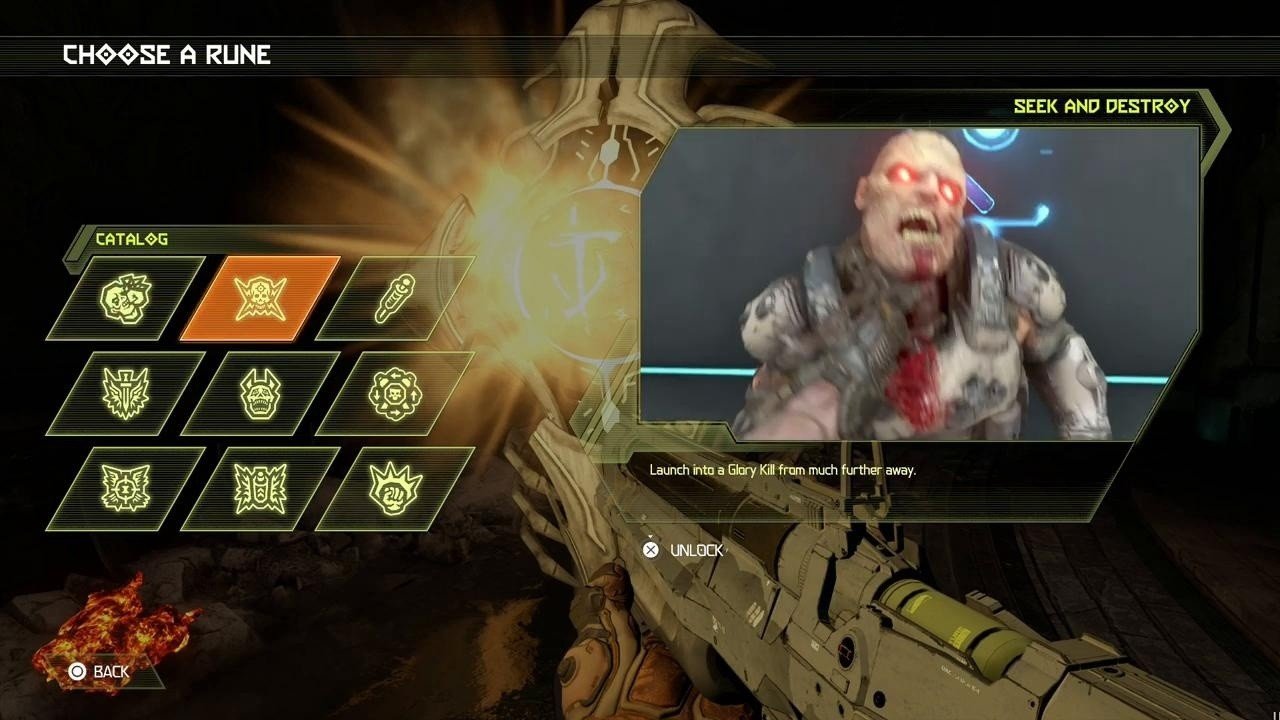 CHOOSE A RUNE
SEEK AND DESTROY
CATALOG
Launch into a Glory Kill from much further away.
UNLOCK
BACK